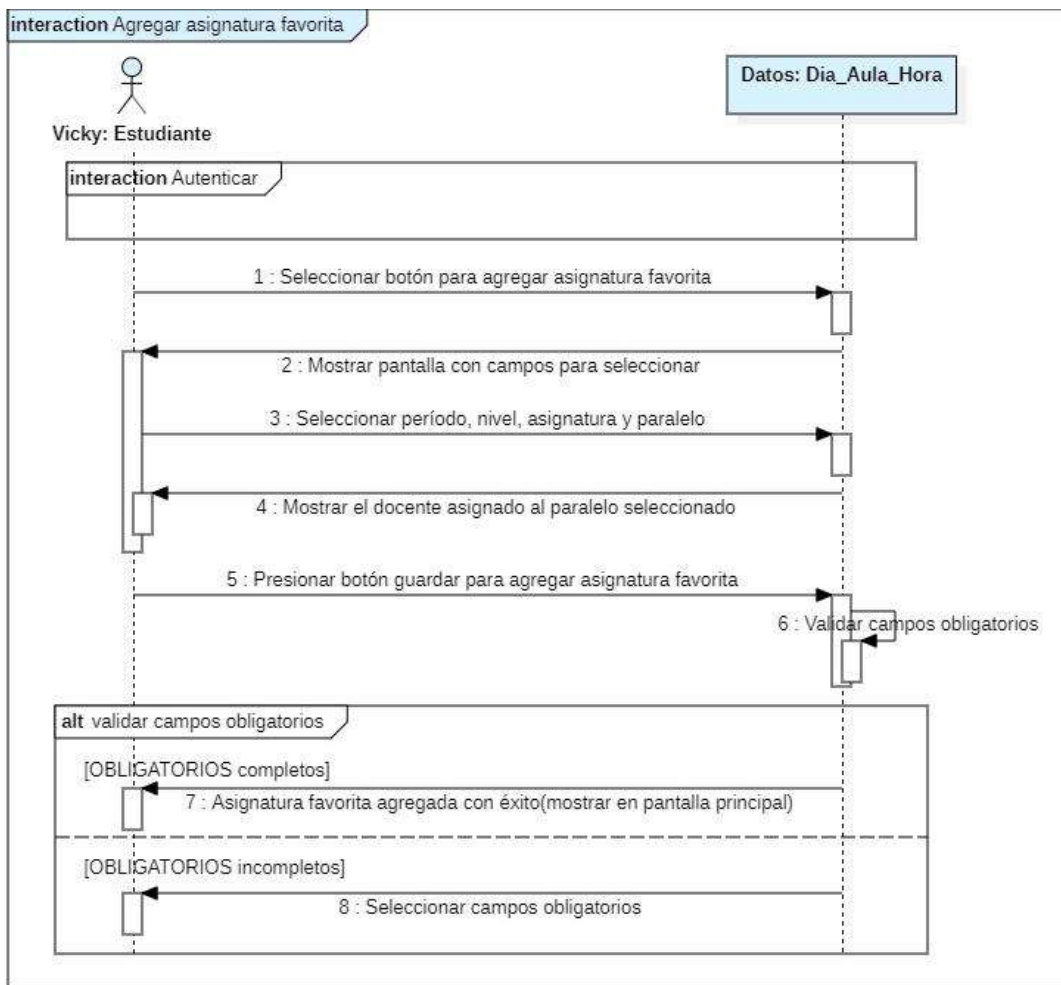 interaction Agregar asignatura favorita
Datos: Dia_Aula_Hora
Vicky: Estudiante
interaction Autenticar
1 : Seleccionar botón para agregar asignatura favorita
2 : Mostrar pantalla con campos para seleccionar
3 : Seleccionar período, nivel, asignatura y paralelo
4 : Mostrar el docente asignado al paralelo seleccionado
5 : Presionar botón guardar para agregar asignatura favorita
6 : Validar campos obligatorios
alt validar campos obligatorios
[OBLIGATORIOS completos]
7 : Asignatura favorita agregada con éxito(mostrar en pantalla principal)
[OBLIGATORIOS incompletos]
8 : Seleccionar campos obligatorios